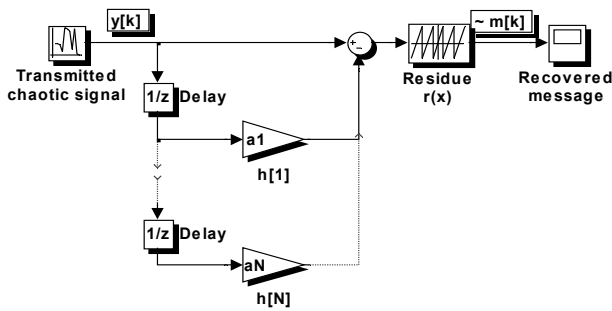 y[k]
~ m[k]
+
−
Transmitted
chaotic signal
Residue
r(x)
Recovered
message
1/z Delay
a1
h[1]
1/z Delay
aN
h[N]